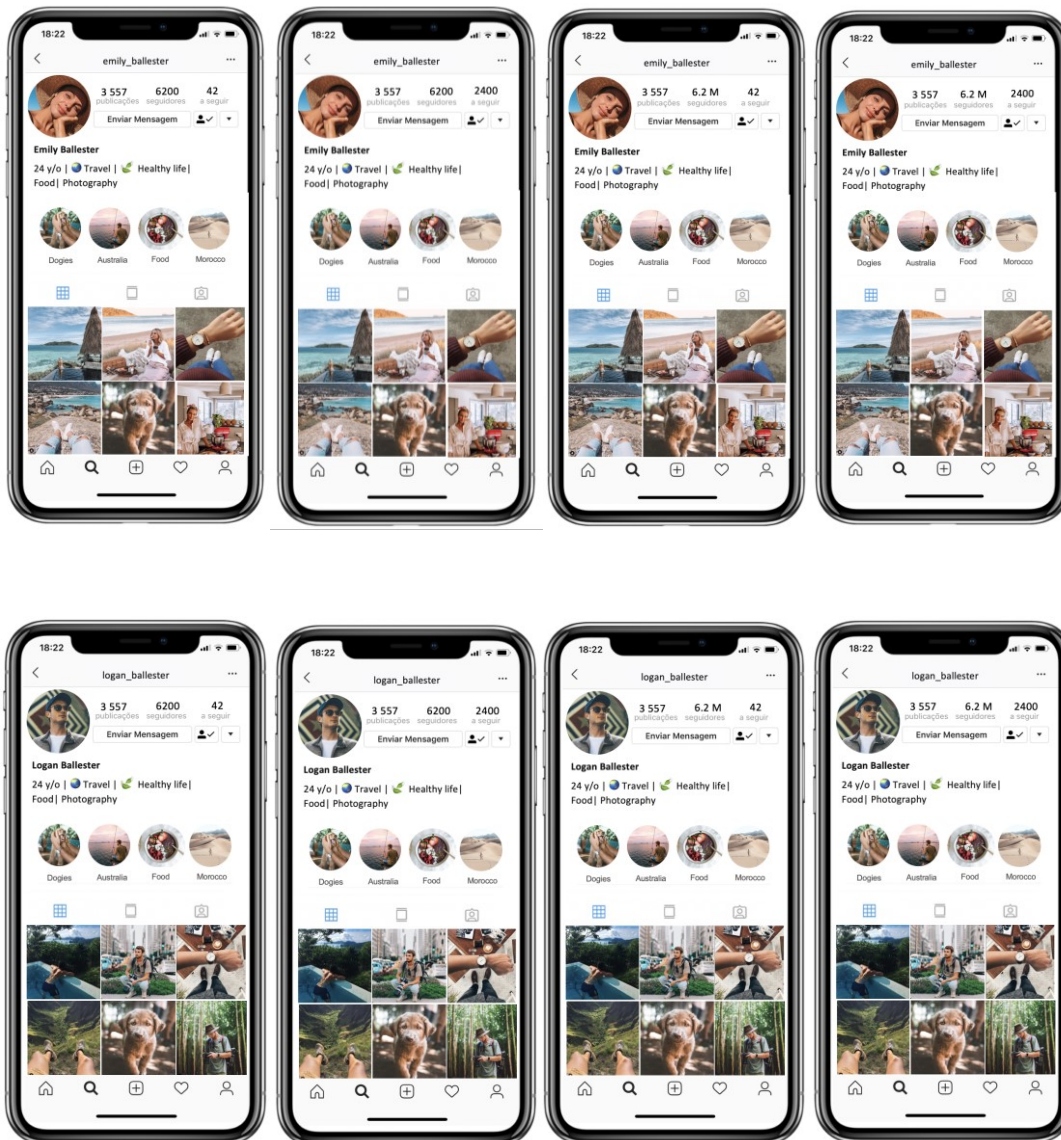 18:22
emily_ballester
3 557 6200 42
publicações seguidores a seguir
Enviar Mensagem
Emily Ballester
24 y/o | Travel | Healthy life|
Food| Photography
Dogies Australia Food Morocco
18:22
emily_ballester
3 557 6200 2400
publicações seguidores a seguir
Enviar Mensagem
Emily Ballester
24 y/o | Travel | Healthy life|
Food| Photography
Dogies Australia Food Morocco
18:22
emily_ballester
3 557 6.2 M 42
publicações seguidores a seguir
Enviar Mensagem
Emily Ballester
24 y/o | Travel | Healthy life|
Food| Photography
Dogies Australia Food Morocco
18:22
emily_ballester
3 557 6.2 M 2400
publicações seguidores a seguir
Enviar Mensagem
Emily Ballester
24 y/o | Travel | Healthy life|
Food| Photography
Dogies Australia Food Morocco
18:22
logan_ballester
3 557 6200 42
publicações seguidores a seguir
Enviar Mensagem
Logan Ballester
24 y/o | Travel | Healthy life|
Food| Photography
Dogies Australia Food Morocco
18:22
logan_ballester
3 557 6200 2400
publicações seguidores a seguir
Enviar Mensagem
Logan Ballester
24 y/o | Travel | Healthy life|
Food| Photography
Dogies Australia Food Morocco
18:22
logan_ballester
3 557 6.2 M 42
publicações seguidores a seguir
Enviar Mensagem
Logan Ballester
24 y/o | Travel | Healthy life|
Food| Photography
Dogies Australia Food Morocco
18:22
logan_ballester
3 557 6.2 M 2400
publicações seguidores a seguir
Enviar Mensagem
Logan Ballester
24 y/o | Travel | Healthy life|
Food| Photography
Dogies Australia Food Morocco